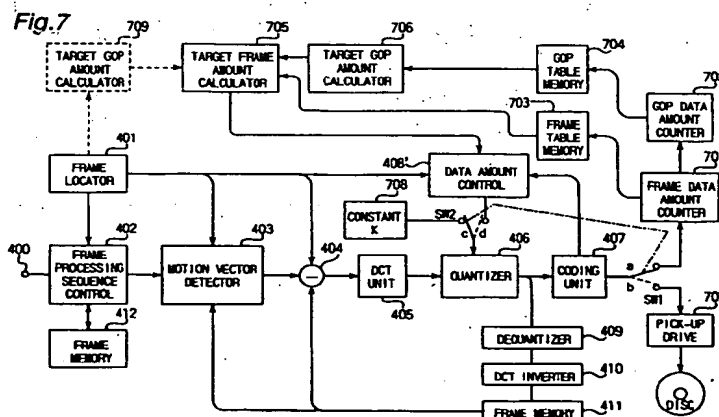 Fig.7
709
TARGET GOP
AMOUNT
CALCULATOR
705
TARGET FRAME
AMOUNT
CALCULATOR
706
TARGET GOP
AMOUNT
CALCULATOR
704
GOP
TABLE
MEMORY
703
FRAME
TABLE
MEMORY
70
GOP DATA
AMOUNT
COUNTER
70
FRAME DATA
AMOUNT
COUNTER
401
FRAME
LOCATOR
408'
DATA AMOUNT
CONTROL
708
CONSTANT
K
SW2
c
d
400
402
FRAME
PROCESSING
SEQUENCE
CONTROL
403
MOTION VECTOR
DETECTOR
404
−
DCT
UNIT
405
406
QUANTIZER
407
CODING
UNIT
a
b
SW1
412
FRAME
MEMORY
409
DEQUANTIZER
410
DCT INVERTER
411
FRAME MEMORY
70
PICK-UP
DRIVE
DISC